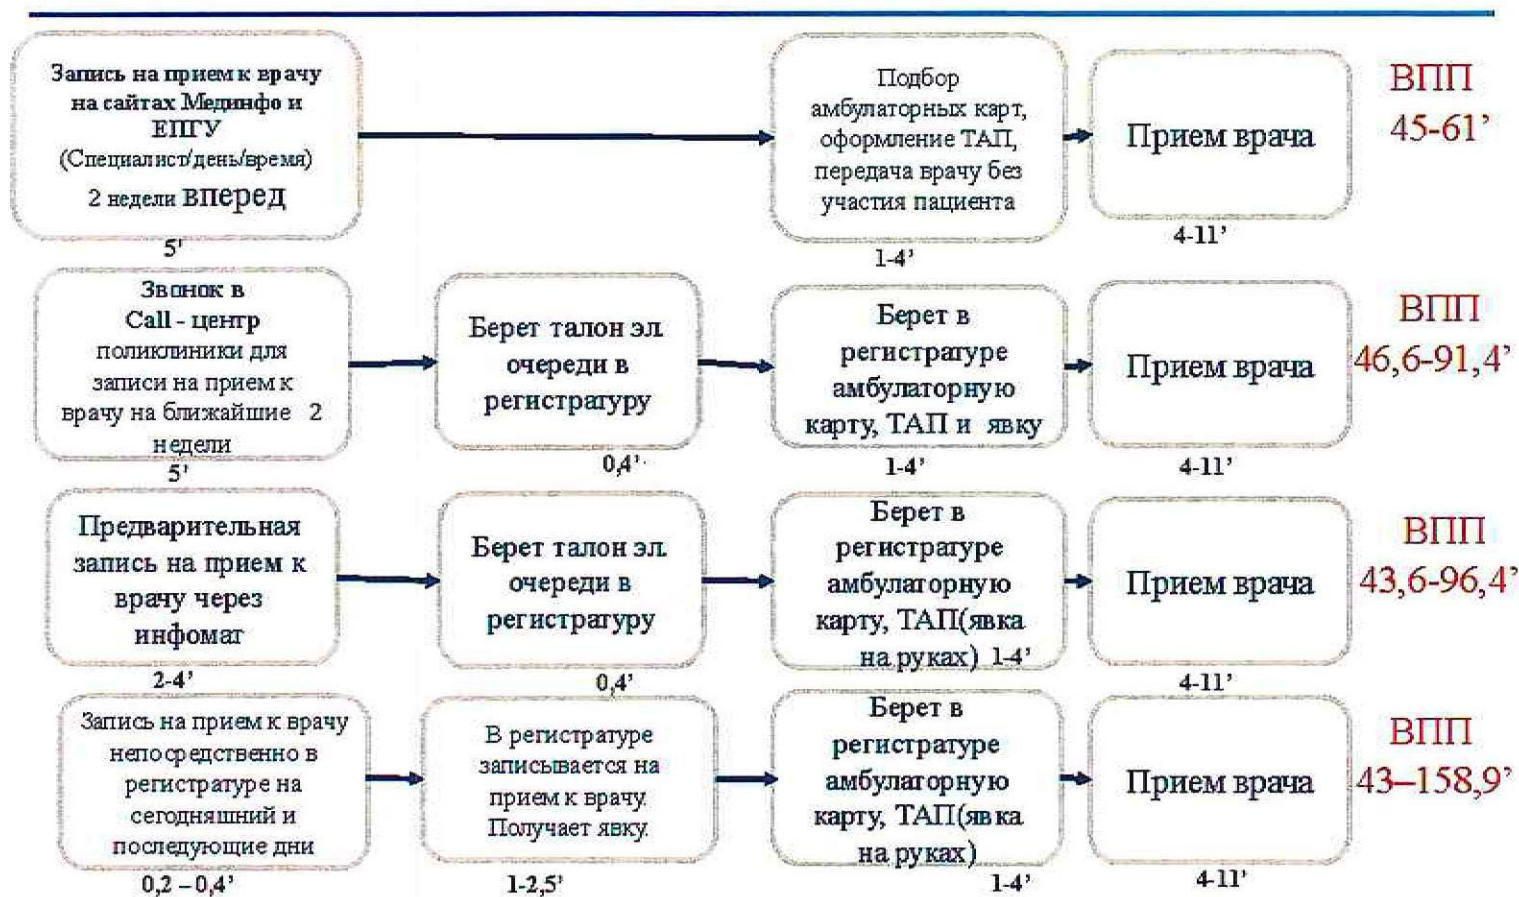 Запись на прием к врачу
на сайтах Мединфо и
ЕПГУ
(Специалист/день/время)
2 недели вперед
5'
Подбор
амбулаторных карт,
оформление ТАП,
передача врачу без
участия пациента
1-4'
Прием врача
4-11'
ВПП
45-61'
Звонок в
Call - центр
поликлиники для
записи на прием к
врачу на ближайшие 2
недели
5'
Берет талон эл.
очереди в
регистратуру
0,4'
Берет в
регистратуре
амбулаторную
карту, ТАП и явку
1-4'
Прием врача
4-11'
ВПП
46,6-91,4'
Предварительная
запись на прием к
врачу через
инфомат
2-4'
Берет талон эл.
очереди в
регистратуру
0,4'
Берет в
регистратуре
амбулаторную
карту, ТАП(явка
на руках) 1-4'
Прием врача
4-11'
ВПП
43,6-96,4'
Запись на прием к врачу
непосредственно в
регистратуре на
сегодняшний и
последующие дни
0,2 – 0,4'
В регистратуре
записывается на
прием к врачу.
Получает явку.
1-2,5'
Берет в
регистратуре
амбулаторную
карту, ТАП(явка
на руках)
1-4'
Прием врача
4-11'
ВПП
43–158,9'